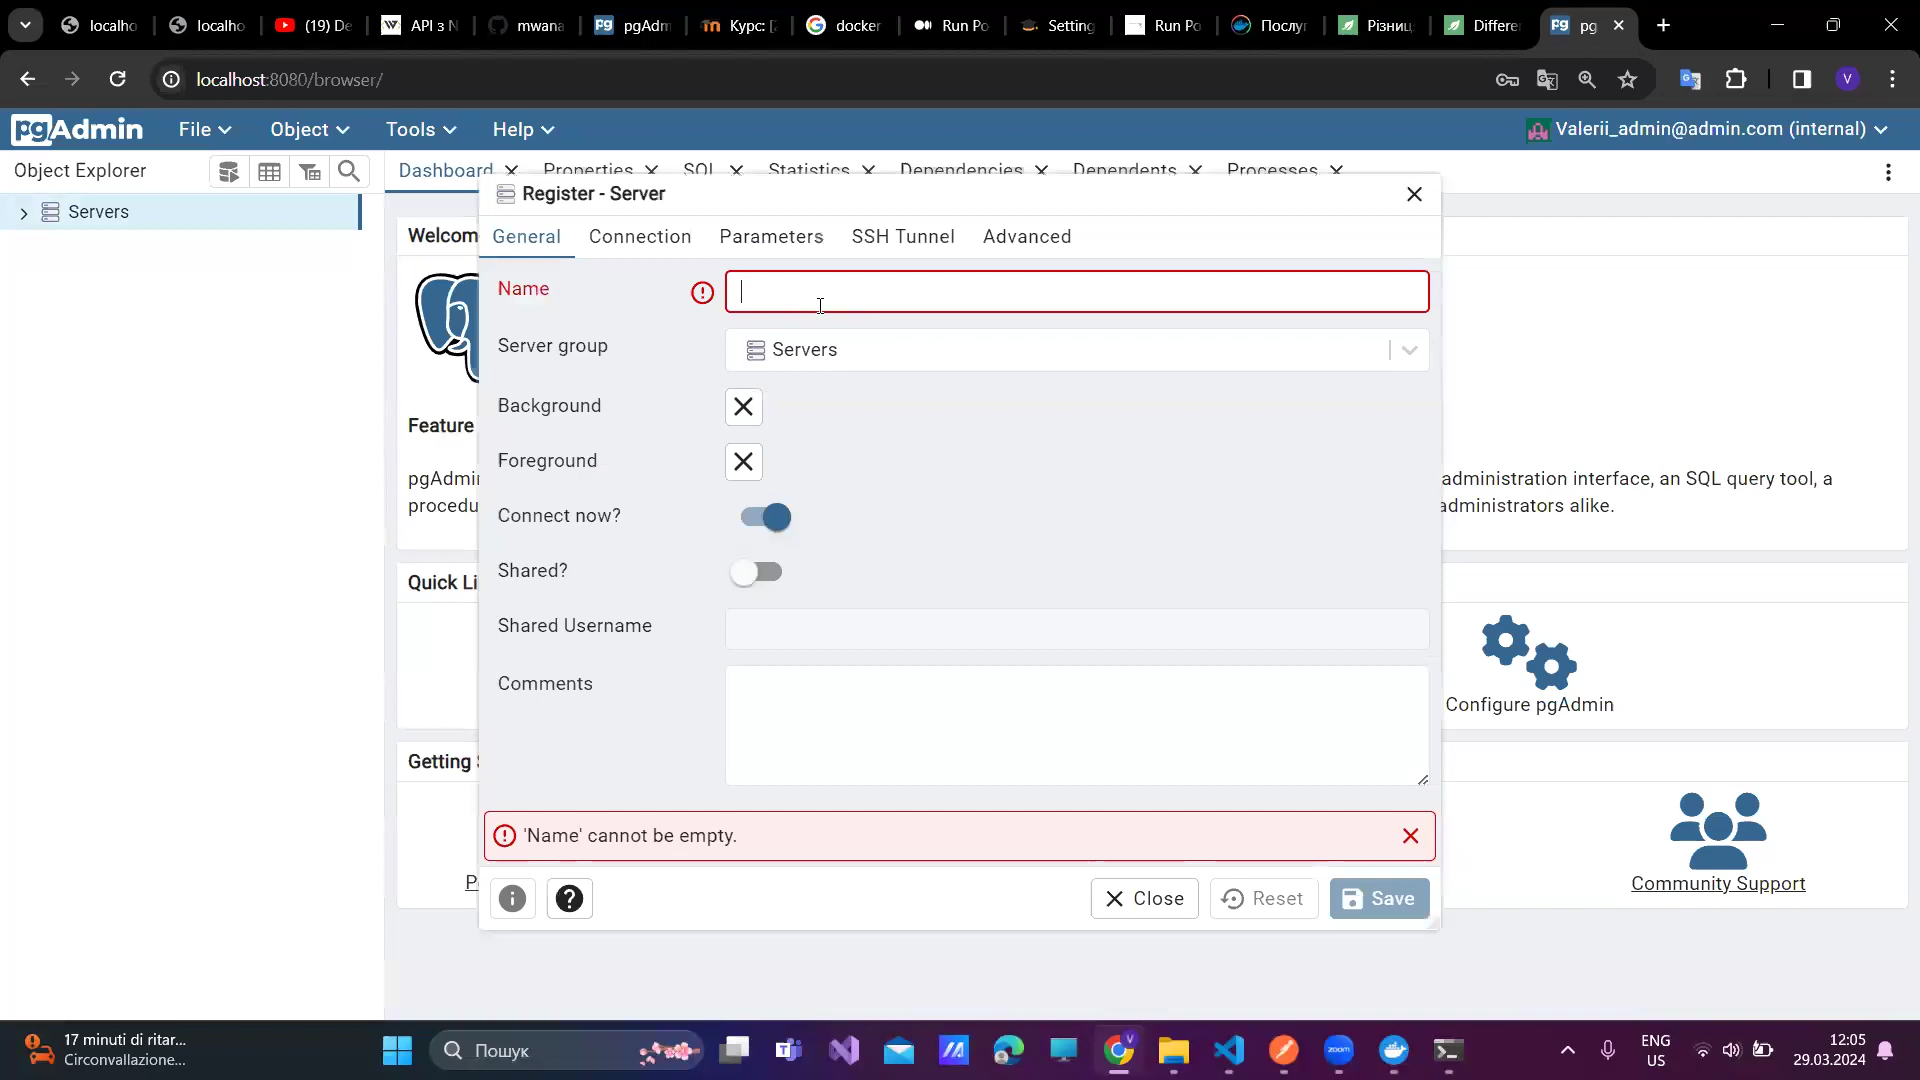 localho
localho
(19) De
API з N
mwana
pgAdm
Курс: [
docker
Run Po
Setting
Run Po
Послуг
Різниц
Differe
pg
localhost:8080/browser/
V
pgAdmin
File
Object
Tools
Help
Valerii_admin@admin.com (internal)
Object Explorer
Dashboard
Properties
SQL
Statistics
Dependencies
Dependents
Processes
Servers
Register - Server
General
Connection
Parameters
SSH Tunnel
Advanced
Welcom
Name
Server group
Servers
Background
Feature
Foreground
pgAdmi
administration interface, an SQL query tool, a
procedu
administrators alike.
Connect now?
Shared?
Quick Li
Shared Username
Comments
Configure pgAdmin
Getting
'Name' cannot be empty.
Community Support
Close
Reset
Save
17 minuti di ritar...
Circonvallazione...
Пошук
zoom
ENG
US
12:05
29.03.2024